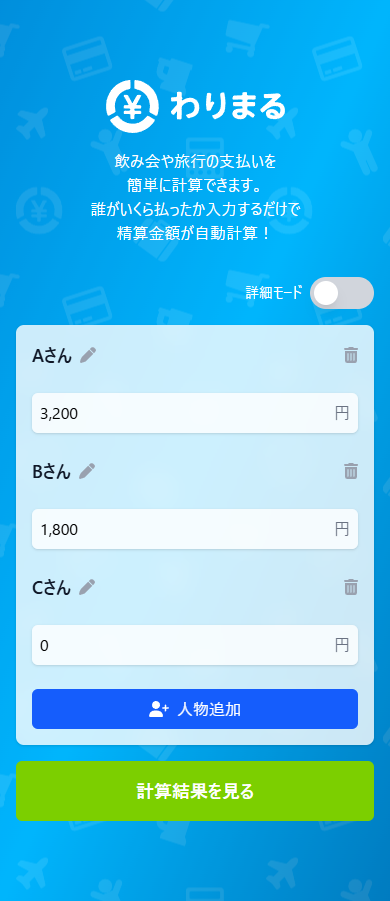 わりまる
飲み会や旅行の支払いを
簡単に計算できます。
誰がいくら払ったか入力するだけで
精算金額が自動計算！
詳細モード
Aさん
3,200 円
Bさん
1,800 円
Cさん
0 円
人物追加
計算結果を見る